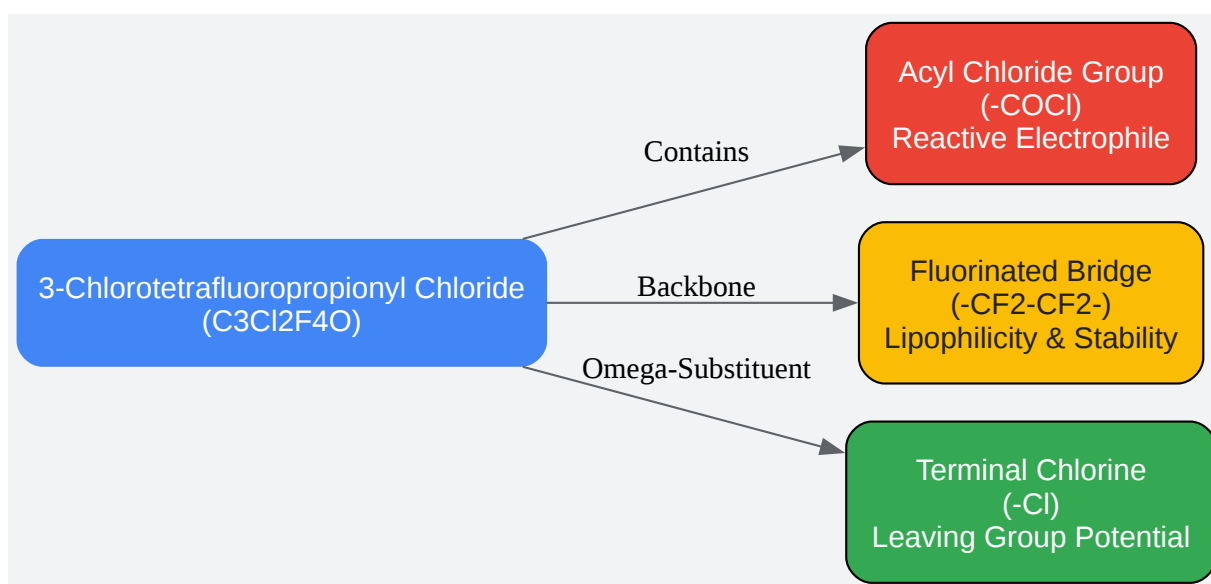 Acyl Chloride Group
(-COCl)
Reactive Electrophile
Contains
3-Chlorotetrafluoropropionyl Chloride
(C3Cl2F4O)
Backbone
Fluorinated Bridge
(-CF2-CF2-)
Lipophilicity & Stability
Omega-Substituent
Terminal Chlorine
(-Cl)
Leaving Group Potential